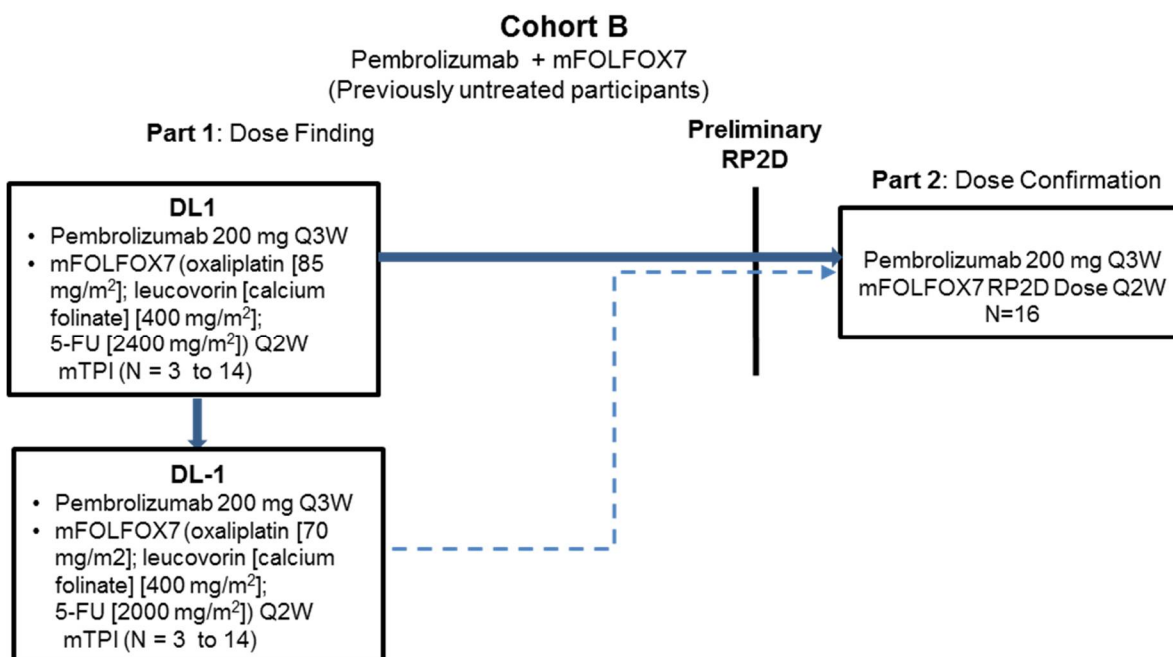 Cohort B
Pembrolizumab + mFOLFOX7
(Previously untreated participants)
Part 1: Dose Finding
Preliminary
RP2D
Part 2: Dose Confirmation
DL1
• Pembrolizumab 200 mg Q3W
• mFOLFOX7 (oxaliplatin [85
mg/m²]; leucovorin [calcium
folinate] [400 mg/m²];
5-FU [2400 mg/m²]) Q2W
mTPI (N = 3 to 14)
Pembrolizumab 200 mg Q3W
mFOLFOX7 RP2D Dose Q2W
N=16
DL-1
• Pembrolizumab 200 mg Q3W
• mFOLFOX7 (oxaliplatin [70
mg/m2]; leucovorin [calcium
folinate] [400 mg/m²];
5-FU [2000 mg/m²]) Q2W
mTPI (N = 3 to 14)